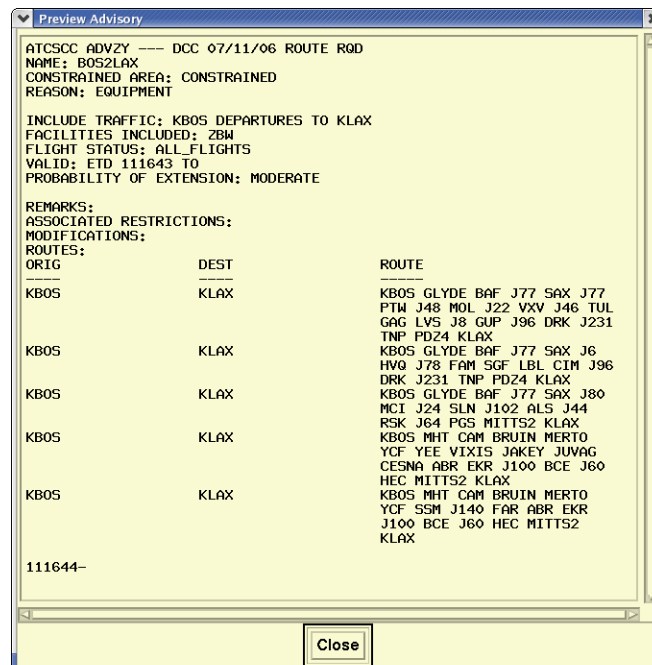 Preview Advisory
ATCSCC ADVZY --- DCC 07/11/06 ROUTE RQD
NAME: BOS2LAX
CONSTRAINED AREA: CONSTRAINED
REASON: EQUIPMENT
INCLUDE TRAFFIC: KBOS DEPARTURES TO KLAX
FACILITIES INCLUDED: ZBW
FLIGHT STATUS: ALL_FLIGHTS
VALID: ETD 111643 TO
PROBABILITY OF EXTENSION: MODERATE
REMARKS:
ASSOCIATED RESTRICTIONS:
MODIFICATIONS:
ROUTES:
ORIG DEST ROUTE
---- ---- -----
KBOS KLAX KBOS GLYDE BAF J77 SAX J77
PTW J48 MOL J22 VXV J46 TUL
GAG LVS J8 GUP J96 DRK J231
TNP PDZ4 KLAX
KBOS KLAX KBOS GLYDE BAF J77 SAX J6
HVQ J78 FAM SGF LBL CIM J96
DRK J231 TNP PDZ4 KLAX
KBOS KLAX KBOS GLYDE BAF J77 SAX J80
MCI J24 SLN J102 ALS J44
RSK J64 PGS MITTS2 KLAX
KBOS KLAX KBOS MHT CAM BRUIN MERTO
YCF YEE VIXIS JAKEY JUVAG
CESNA ABR EKR J100 BCE J60
HEC MITTS2 KLAX
KBOS KLAX KBOS MHT CAM BRUIN MERTO
YCF SSM J140 FAR ABR EKR
J100 BCE J60 HEC MITTS2
KLAX
111644-
Close